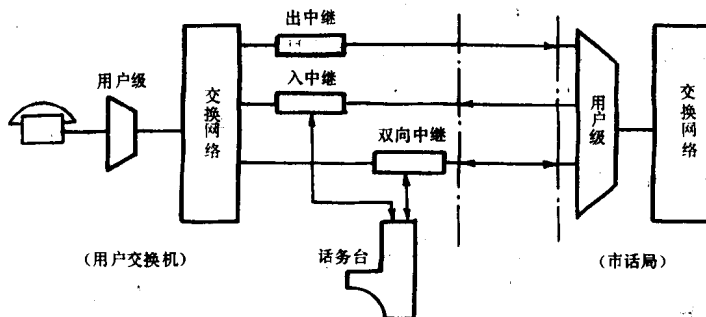 出中继
用户级
入中继
交换网络
双向中继
用户级
交换网络
话务台
(用户交换机)
(市话局)